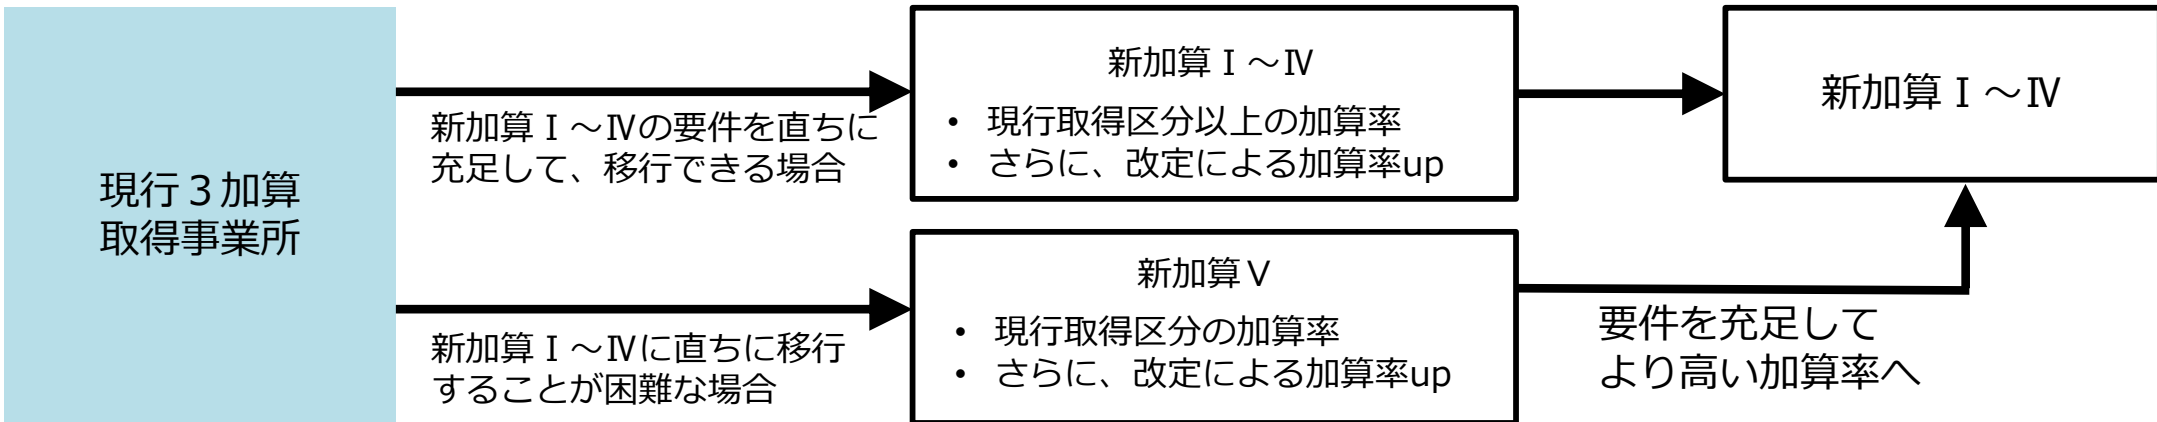 現行３加算
取得事業所
新加算Ⅰ～Ⅳの要件を直ちに
充足して、移行できる場合
新加算Ⅰ～Ⅳに直ちに移行
することが困難な場合
新加算Ⅰ～Ⅳ
• 現行取得区分以上の加算率
• さらに、改定による加算率up
新加算Ⅴ
• 現行取得区分の加算率
• さらに、改定による加算率up
新加算Ⅰ～Ⅳ
要件を充足して
より高い加算率へ